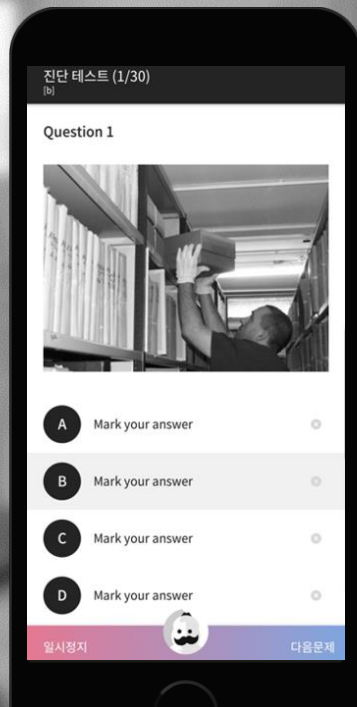 진단 테스트 (1/30)
[b]
Question 1
A Mark your answer
B Mark your answer
C Mark your answer
D Mark your answer
일시정지 다음문제